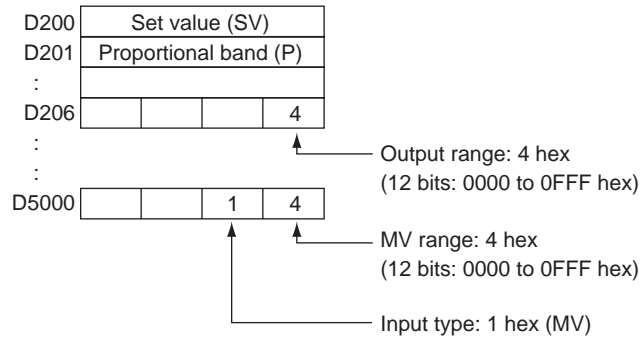 D200 Set value (SV)
D201 Proportional band (P)
:
D206 4
:
Output range: 4 hex
:
(12 bits: 0000 to 0FFF hex)
D5000 1 4
MV range: 4 hex
(12 bits: 0000 to 0FFF hex)
Input type: 1 hex (MV)